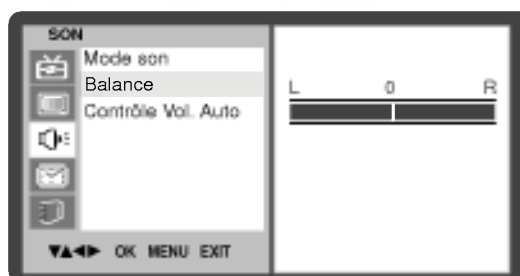 SON
Mode son
Balance
Contrôle Vol. Auto
L 0 R
▼▲◀▶ OK MENU EXIT